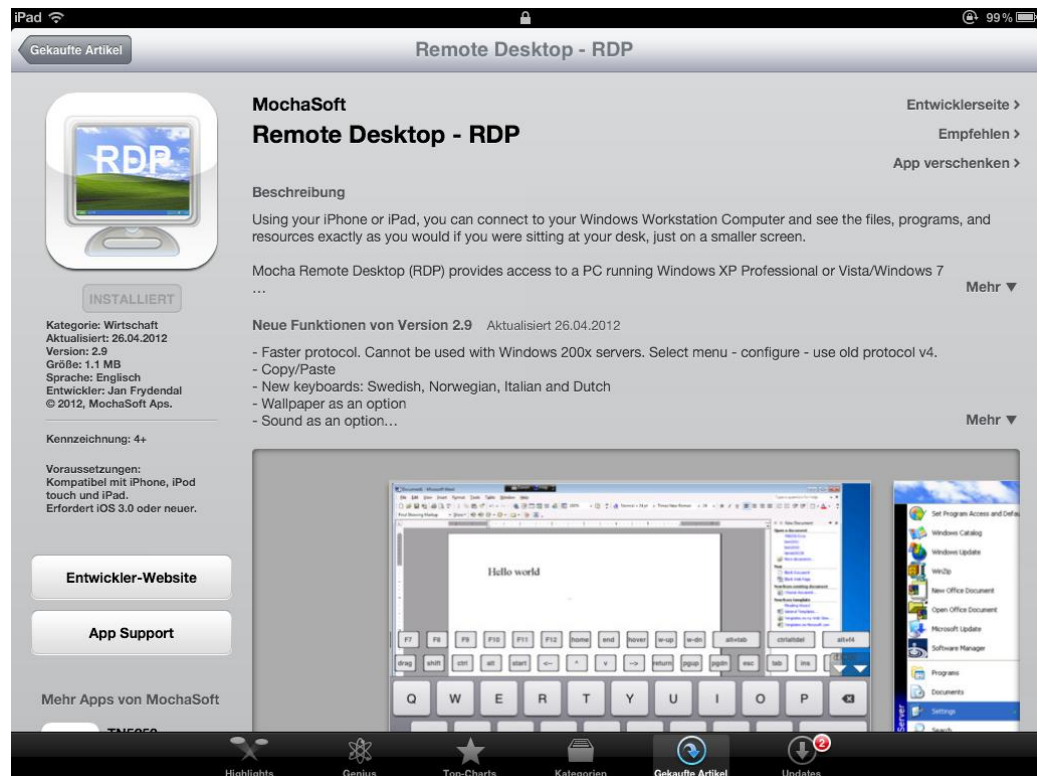 iPad 99%
Gekaufte Artikel
Remote Desktop - RDP
RDP
INSTALLIERT
Kategorie: Wirtschaft
Aktualisiert: 26.04.2012
Version: 2.9
Größe: 1.1 MB
Sprache: Englisch
Entwickler: Jan Frydendal
© 2012, MochaSoft Aps.
Kennzeichnung: 4+
Voraussetzungen:
Kompatibel mit iPhone, iPod
touch und iPad.
Erfordert iOS 3.0 oder neuer.
Entwickler-Website
App Support
Mehr Apps von MochaSoft
TN5250
MochaSoft
Remote Desktop - RDP
Entwicklerseite >
Empfehlen >
App verschenken >
Beschreibung
Using your iPhone or iPad, you can connect to your Windows Workstation Computer and see the files, programs, and
resources exactly as you would if you were sitting at your desk, just on a smaller screen.
Mocha Remote Desktop (RDP) provides access to a PC running Windows XP Professional or Vista/Windows 7
... Mehr ▼
Neue Funktionen von Version 2.9 Aktualisiert 26.04.2012
- Faster protocol. Cannot be used with Windows 200x servers. Select menu - configure - use old protocol v4.
- Copy/Paste
- New keyboards: Swedish, Norwegian, Italian and Dutch
- Wallpaper as an option
- Sound as an option... Mehr ▼
Hello world
F7 F8 F9 F10 F11 F12 home end hover w-up w-dn alt+tab ctrlaltdel alt+f4
drag shift ctrl alt start <-- ^ v --> return pgup pgdn esc tab ins
Q W E R T Y U I O P
Set Program Access and Defau
Windows Catalog
Windows Update
WinZip
New Office Document
Open Office Document
Microsoft Update
Software Manager
Programs
Documents
Settings
Search
Server
Highlights Genius Top-Charts Kategorien Gekaufte Artikel Updates
2